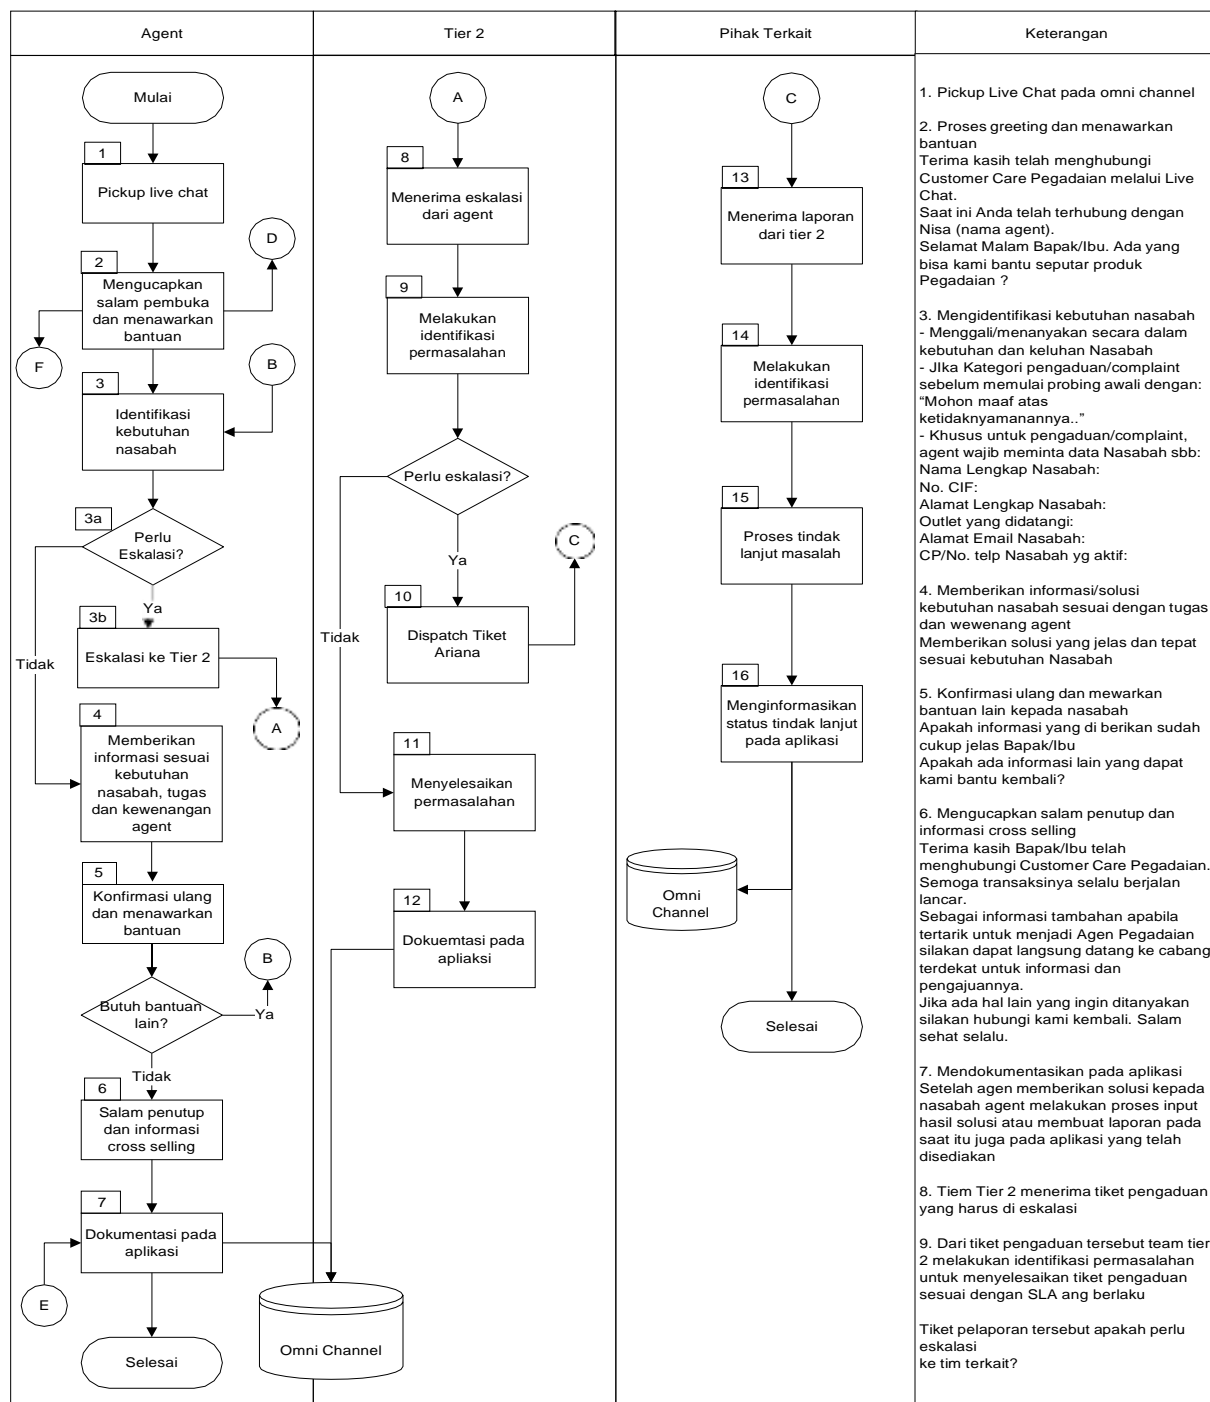 Agent
Tier 2
Pihak Terkait
Keterangan
Mulai
1
Pickup live chat
D
2
Mengucapkan
salam pembuka
dan menawarkan
bantuan
F
B
3
Identifikasi
kebutuhan
nasabah
3a
Perlu
Eskalasi?
Ya
Tidak
3b
Eskalasi ke Tier 2
A
4
Memberikan
informasi sesuai
kebutuhan
nasabah, tugas
dan kewenangan
agent
5
Konfirmasi ulang
dan menawarkan
bantuan
B
Butuh bantuan
lain?
Ya
Tidak
6
Salam penutup
dan informasi
cross selling
7
Dokumentasi pada
aplikasi
E
Selesai
Omni Channel
A
8
Menerima eskalasi
dari agent
9
Melakukan
identifikasi
permasalahan
Perlu eskalasi?
Ya
Tidak
C
10
Dispatch Tiket
Ariana
11
Menyelesaikan
permasalahan
12
Dokuemtasi pada
apliaksi
C
13
Menerima laporan
dari tier 2
14
Melakukan
identifikasi
permasalahan
15
Proses tindak
lanjut masalah
16
Menginformasikan
status tindak lanjut
pada aplikasi
Omni
Channel
Selesai
1. Pickup Live Chat pada omni channel
2. Proses greeting dan menawarkan
bantuan
Terima kasih telah menghubungi
Customer Care Pegadaian melalui Live
Chat.
Saat ini Anda telah terhubung dengan
Nisa (nama agent).
Selamat Malam Bapak/Ibu. Ada yang
bisa kami bantu seputar produk
Pegadaian ?
3. Mengidentifikasi kebutuhan nasabah
- Menggali/menanyakan secara dalam
kebutuhan dan keluhan Nasabah
- JIka Kategori pengaduan/complaint
sebelum memulai probing awali dengan:
“Mohon maaf atas
ketidaknyamanannya..”
- Khusus untuk pengaduan/complaint,
agent wajib meminta data Nasabah sbb:
Nama Lengkap Nasabah:
No. CIF:
Alamat Lengkap Nasabah:
Outlet yang didatangi:
Alamat Email Nasabah:
CP/No. telp Nasabah yg aktif:
4. Memberikan informasi/solusi
kebutuhan nasabah sesuai dengan tugas
dan wewenang agent
Memberikan solusi yang jelas dan tepat
sesuai kebutuhan Nasabah
5. Konfirmasi ulang dan mewarkan
bantuan lain kepada nasabah
Apakah informasi yang di berikan sudah
cukup jelas Bapak/Ibu
Apakah ada informasi lain yang dapat
kami bantu kembali?
6. Mengucapkan salam penutup dan
informasi cross selling
Terima kasih Bapak/Ibu telah
menghubungi Customer Care Pegadaian.
Semoga transaksinya selalu berjalan
lancar.
Sebagai informasi tambahan apabila
tertarik untuk menjadi Agen Pegadaian
silakan dapat langsung datang ke cabang
terdekat untuk informasi dan
pengajuannya.
Jika ada hal lain yang ingin ditanyakan
silakan hubungi kami kembali. Salam
sehat selalu.
7. Mendokumentasikan pada aplikasi
Setelah agen memberikan solusi kepada
nasabah agent melakukan proses input
hasil solusi atau membuat laporan pada
saat itu juga pada aplikasi yang telah
disediakan
8. Tiem Tier 2 menerima tiket pengaduan
yang harus di eskalasi
9. Dari tiket pengaduan tersebut team tier
2 melakukan identifikasi permasalahan
untuk menyelesaikan tiket pengaduan
sesuai dengan SLA ang berlaku
Tiket pelaporan tersebut apakah perlu
eskalasi
ke tim terkait?